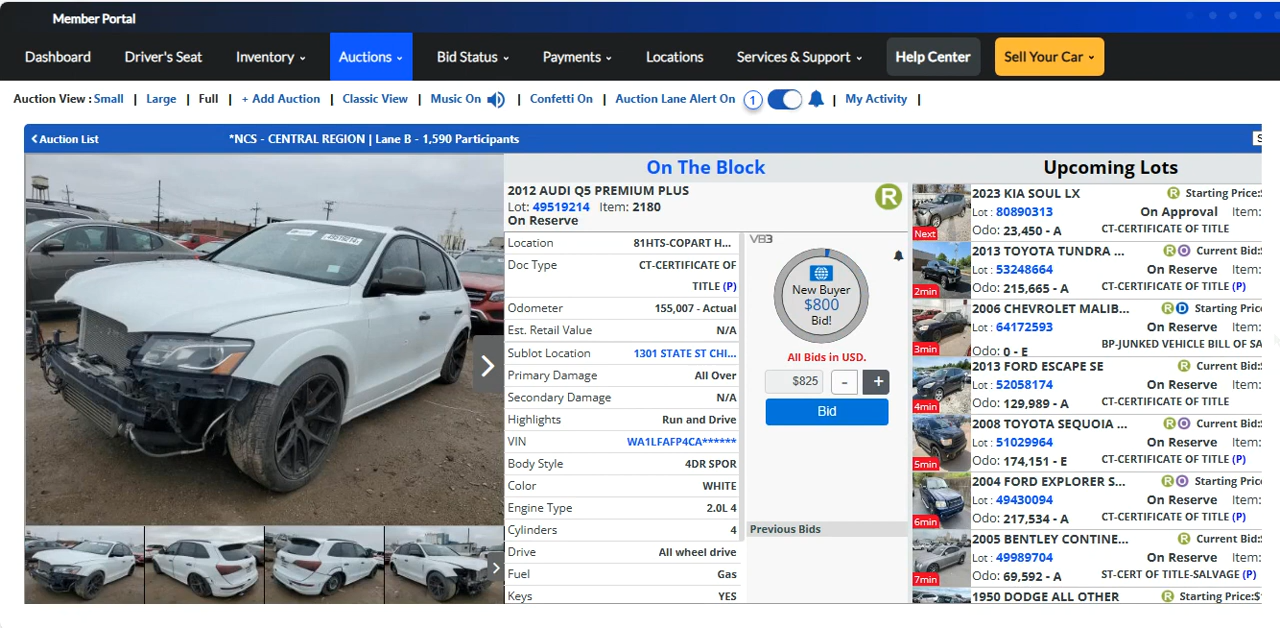 Member Portal
Dashboard Driver's Seat Inventory Auctions Bid Status Payments Locations Services & Support Help Center Sell Your Car
Auction View : Small | Large | Full | + Add Auction | Classic View | Music On | Confetti On | Auction Lane Alert On 1 | My Activity |
Auction List *NCS - CENTRAL REGION | Lane B - 1,590 Participants
On The Block
2012 AUDI Q5 PREMIUM PLUS
Lot: 49519214 Item: 2180
On Reserve
R
Location 81HTS-COPART H...
Doc Type CT-CERTIFICATE OF
TITLE (P)
Odometer 155,007 - Actual
Est. Retail Value N/A
Sublot Location 1301 STATE ST CHI...
Primary Damage All Over
Secondary Damage N/A
Highlights Run and Drive
VIN WA1LFAFP4CA******
Body Style 4DR SPOR
Color WHITE
Engine Type 2.0L 4
Cylinders 4
Drive All wheel drive
Fuel Gas
Keys YES
VB3
New Buyer
$800
Bid!
All Bids in USD.
$825 - +
Bid
Previous Bids
Upcoming Lots
2023 KIA SOUL LX R Starting Price:
Lot : 80890313 On Approval Item:
Next Odo: 23,450 - A CT-CERTIFICATE OF TITLE
2013 TOYOTA TUNDRA ... R O Current Bid:
Lot : 53248664 On Reserve Item:
2min Odo: 215,665 - A CT-CERTIFICATE OF TITLE (P)
2006 CHEVROLET MALIB... R D Starting Price
Lot : 64172593 On Reserve Item:
3min Odo: 0 - E BP-JUNKED VEHICLE BILL OF SA
2013 FORD ESCAPE SE R Current Bid:
Lot : 52058174 On Reserve Item:
4min Odo: 129,989 - A CT-CERTIFICATE OF TITLE
2008 TOYOTA SEQUOIA ... R O Current Bid:
Lot : 51029964 On Reserve Item:
5min Odo: 174,151 - E CT-CERTIFICATE OF TITLE (P)
2004 FORD EXPLORER S... R O Starting Pric
Lot : 49430094 On Reserve Item:
6min Odo: 217,534 - A CT-CERTIFICATE OF TITLE (P)
2005 BENTLEY CONTINE... R Current Bid:
Lot : 49989704 On Reserve Item:
7min Odo: 69,592 - A ST-CERT OF TITLE-SALVAGE (P)
1950 DODGE ALL OTHER R Starting Price:$